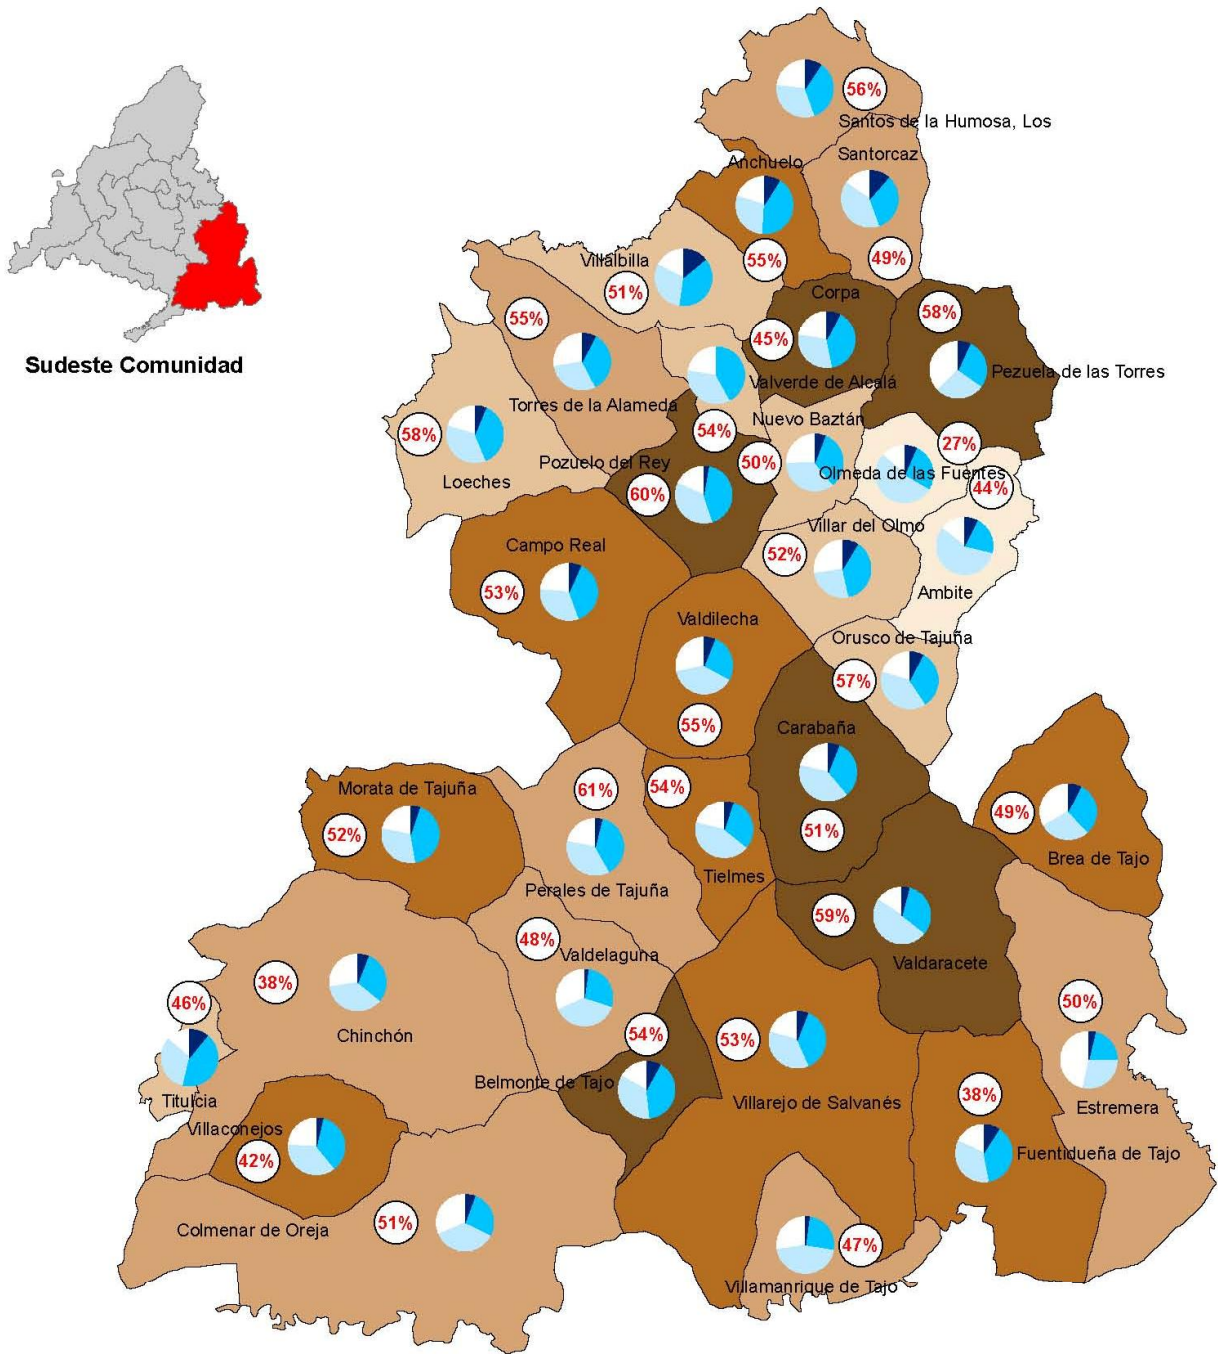 56%
Santos de la Humosa, Los
Anchuelo
Santorcaz
55%
49%
Villalbilla
51%
Corpa
58%
55%
45%
Sudeste Comunidad
Pezuela de las Torres
Valverde de Alcalá
Torres de la Alameda
Nuevo Baztán
58%
54%
27%
Pozuelo del Rey
50%
Olmeda de las Fuentes
Loeches
60%
44%
Villar del Olmo
Campo Real
52%
53%
Ambite
Valdilecha
Orusco de Tajuña
57%
55%
Carabaña
Morata de Tajuña
61%
54%
52%
51%
49%
Brea de Tajo
Tielmes
Perales de Tajuña
59%
48%
Valdelaguna
Valdaracete
38%
46%
50%
Chinchón
54%
53%
Belmonte de Tajo
Titulcia
Villarejo de Salvanés
38%
Estremera
Villaconejos
42%
Fuentidueña de Tajo
Colmenar de Oreja
51%
47%
Villamanrique de Tajo